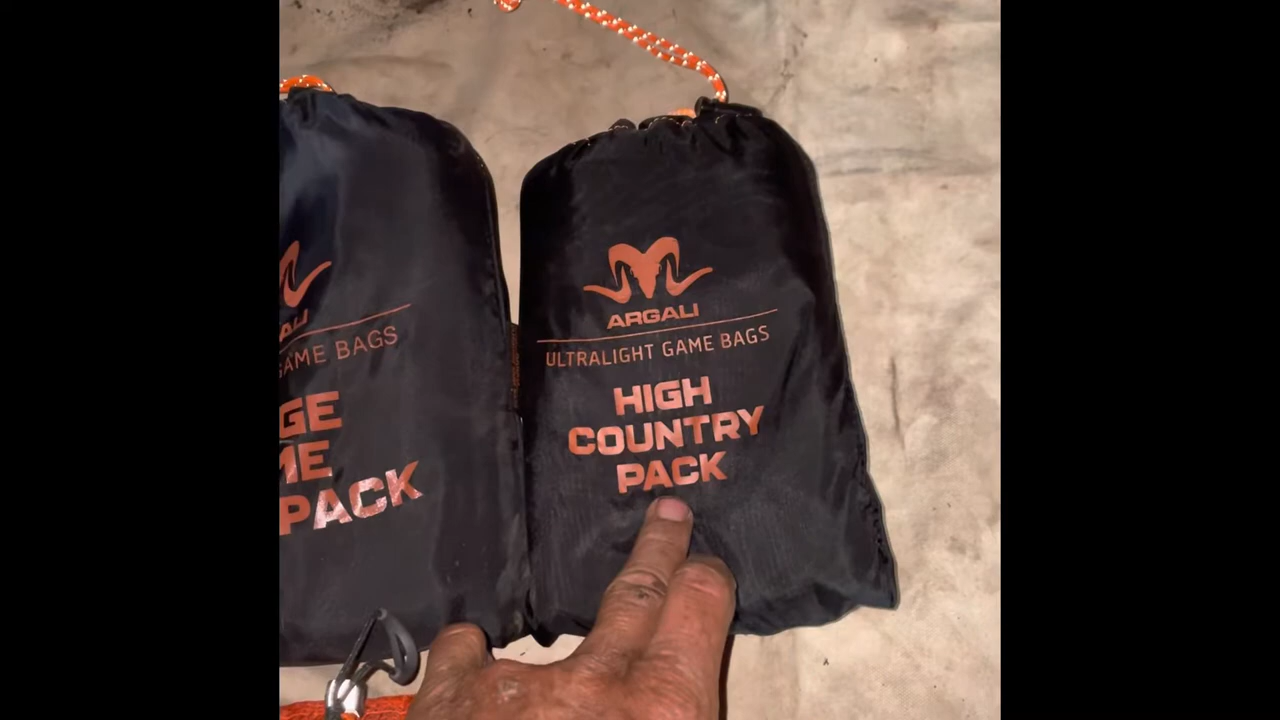 GAME BAGS
PACK
ARGALI
ULTRALIGHT GAME BAGS
HIGH
COUNTRY
PACK